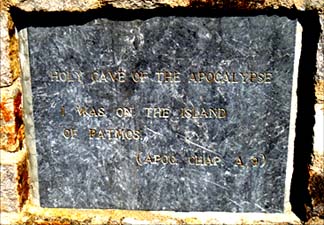 HOLY CAVE OF THE APOCALYPSE
I WAS ON THE ISLAND
OF PATMOS
(APOC. CHAP. A 9)